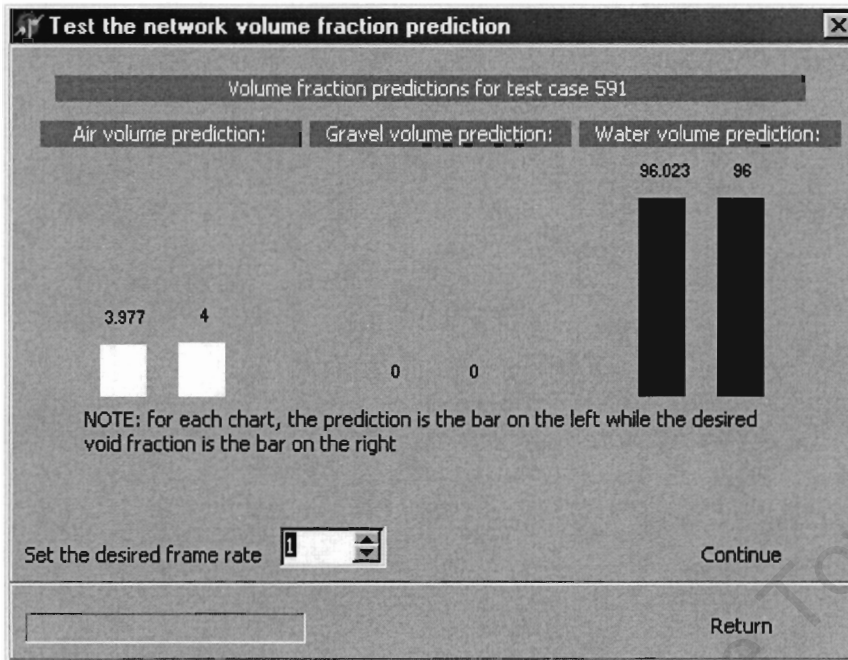 Test the network volume fraction prediction
Volume fraction predictions for test case 591
Air volume prediction: Gravel volume prediction: Water volume prediction:
96.023 96
3.977 4
0 0
NOTE: for each chart, the prediction is the bar on the left while the desired
void fraction is the bar on the right
Set the desired frame rate 1 Continue
Return